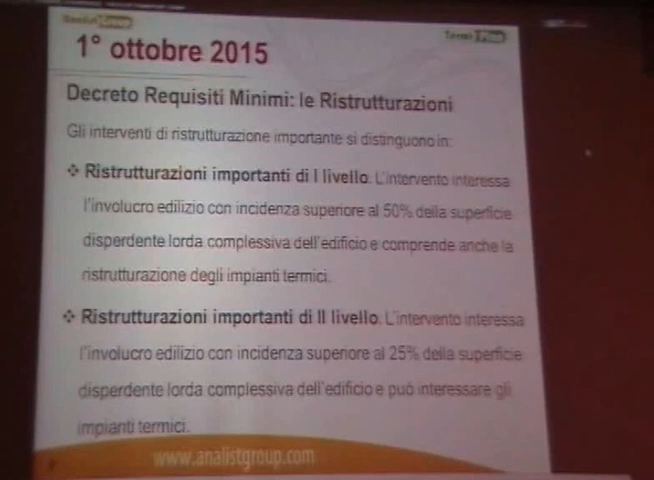 1° ottobre 2015
Decreto Requisiti Minimi: le Ristrutturazioni
Gli interventi di ristrutturazione importante si distinguono in:
❖ Ristrutturazioni importanti di I livello. L'intervento interessa
l'involucro edilizio con incidenza superiore al 50% della superficie
disperdente lorda complessiva dell'edificio e comprende anche la
ristrutturazione degli impianti termici.
❖ Ristrutturazioni importanti di II livello. L'intervento interessa
l'involucro edilizio con incidenza superiore al 25% della superficie
disperdente lorda complessiva dell'edificio e può interessare gli
impianti termici.
www.analistgroup.com